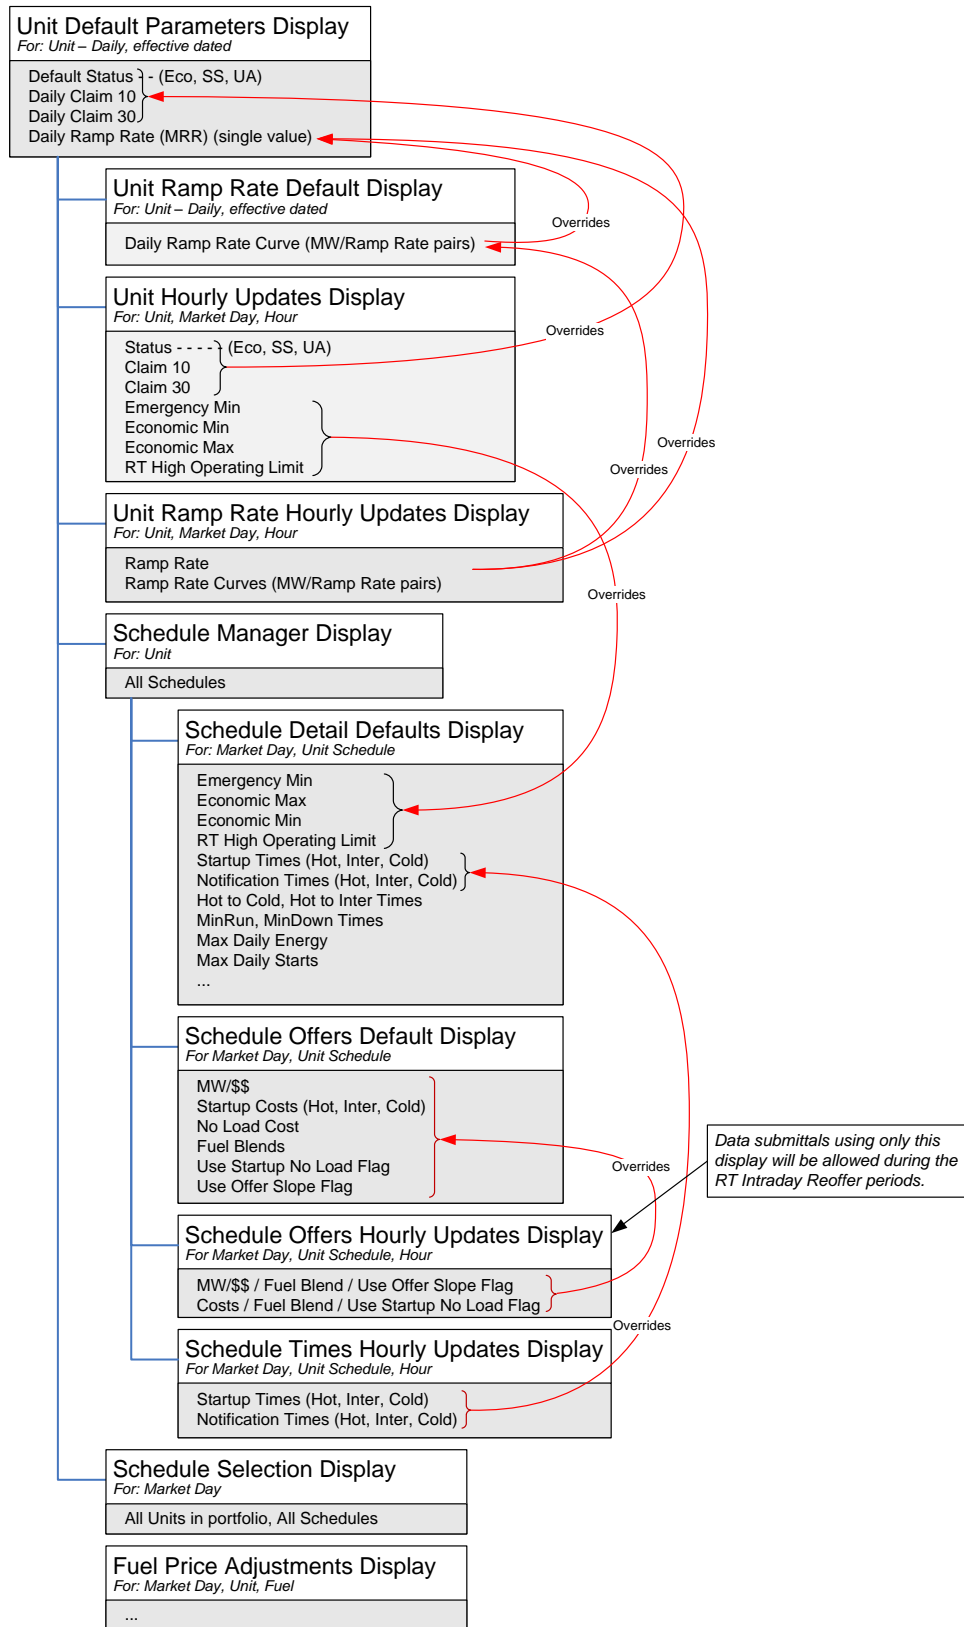 Unit Default Parameters Display
For: Unit – Daily, effective dated
Default Status - - (Eco, SS, UA)
Daily Claim 10
Daily Claim 30
Daily Ramp Rate (MRR) (single value)
Unit Ramp Rate Default Display
For: Unit – Daily, effective dated
Overrides
Daily Ramp Rate Curve (MW/Ramp Rate pairs)
Unit Hourly Updates Display
For: Unit, Market Day, Hour
Overrides
Status - - - - - (Eco, SS, UA)
Claim 10
Claim 30
Emergency Min
Economic Min
Economic Max
RT High Operating Limit
Overrides
Overrides
Unit Ramp Rate Hourly Updates Display
For: Unit, Market Day, Hour
Ramp Rate
Ramp Rate Curves (MW/Ramp Rate pairs)
Overrides
Schedule Manager Display
For: Unit
All Schedules
Schedule Detail Defaults Display
For: Market Day, Unit Schedule
Emergency Min
Economic Max
Economic Min
RT High Operating Limit
Startup Times (Hot, Inter, Cold)
Notification Times (Hot, Inter, Cold)
Hot to Cold, Hot to Inter Times
MinRun, MinDown Times
Max Daily Energy
Max Daily Starts
...
Schedule Offers Default Display
For Market Day, Unit Schedule
MW/$$
Startup Costs (Hot, Inter, Cold)
No Load Cost
Fuel Blends
Use Startup No Load Flag
Use Offer Slope Flag
Overrides
Data submittals using only this
display will be allowed during the
RT Intraday Reoffer periods.
Schedule Offers Hourly Updates Display
For Market Day, Unit Schedule, Hour
MW/$$ / Fuel Blend / Use Offer Slope Flag
Costs / Fuel Blend / Use Startup No Load Flag
Overrides
Schedule Times Hourly Updates Display
For Market Day, Unit Schedule, Hour
Startup Times (Hot, Inter, Cold)
Notification Times (Hot, Inter, Cold)
Schedule Selection Display
For: Market Day
All Units in portfolio, All Schedules
Fuel Price Adjustments Display
For: Market Day, Unit, Fuel
...